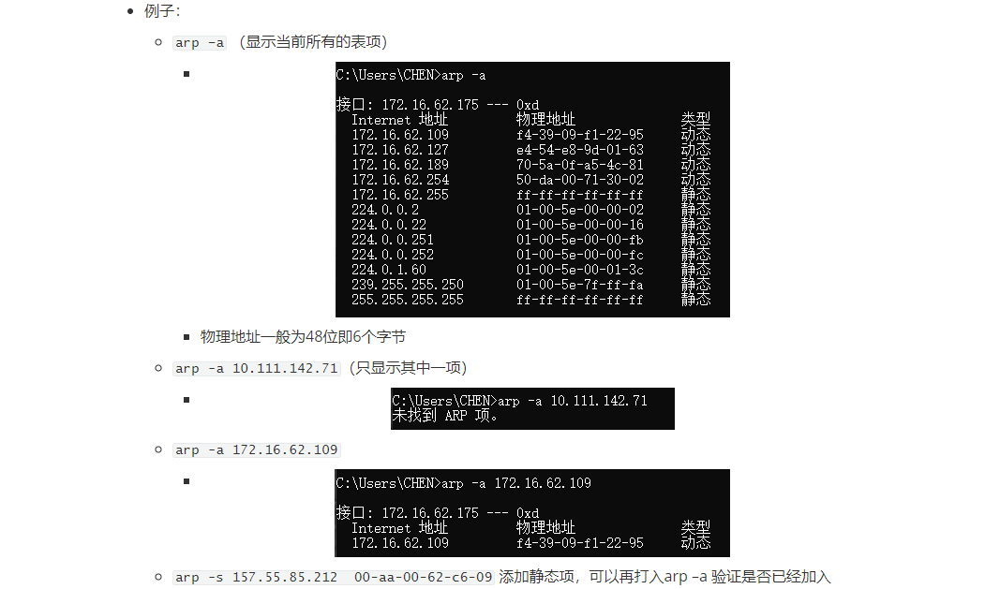 例子：
arp -a （显示当前所有的表项）
C:\Users\CHEN>arp -a
接口: 172.16.62.175 --- 0xd
Internet 地址 物理地址 类型
172.16.62.109 f4-39-09-f1-22-95 动态
172.16.62.127 e4-54-e8-9d-01-63 动态
172.16.62.189 70-5a-0f-a5-4c-81 动态
172.16.62.254 50-da-00-71-30-02 动态
172.16.62.255 ff-ff-ff-ff-ff-ff 静态
224.0.0.2 01-00-5e-00-00-02 静态
224.0.0.22 01-00-5e-00-00-16 静态
224.0.0.251 01-00-5e-00-00-fb 静态
224.0.0.252 01-00-5e-00-00-fc 静态
224.0.1.60 01-00-5e-00-01-3c 静态
239.255.255.250 01-00-5e-7f-ff-fa 静态
255.255.255.255 ff-ff-ff-ff-ff-ff 静态
物理地址一般为48位即6个字节
arp -a 10.111.142.71（只显示其中一项）
C:\Users\CHEN>arp -a 10.111.142.71
未找到 ARP 项。
arp -a 172.16.62.109
C:\Users\CHEN>arp -a 172.16.62.109
接口: 172.16.62.175 --- 0xd
Internet 地址 物理地址 类型
172.16.62.109 f4-39-09-f1-22-95 动态
arp -s 157.55.85.212 00-aa-00-62-c6-09 添加静态项，可以再打入arp –a 验证是否已经加入